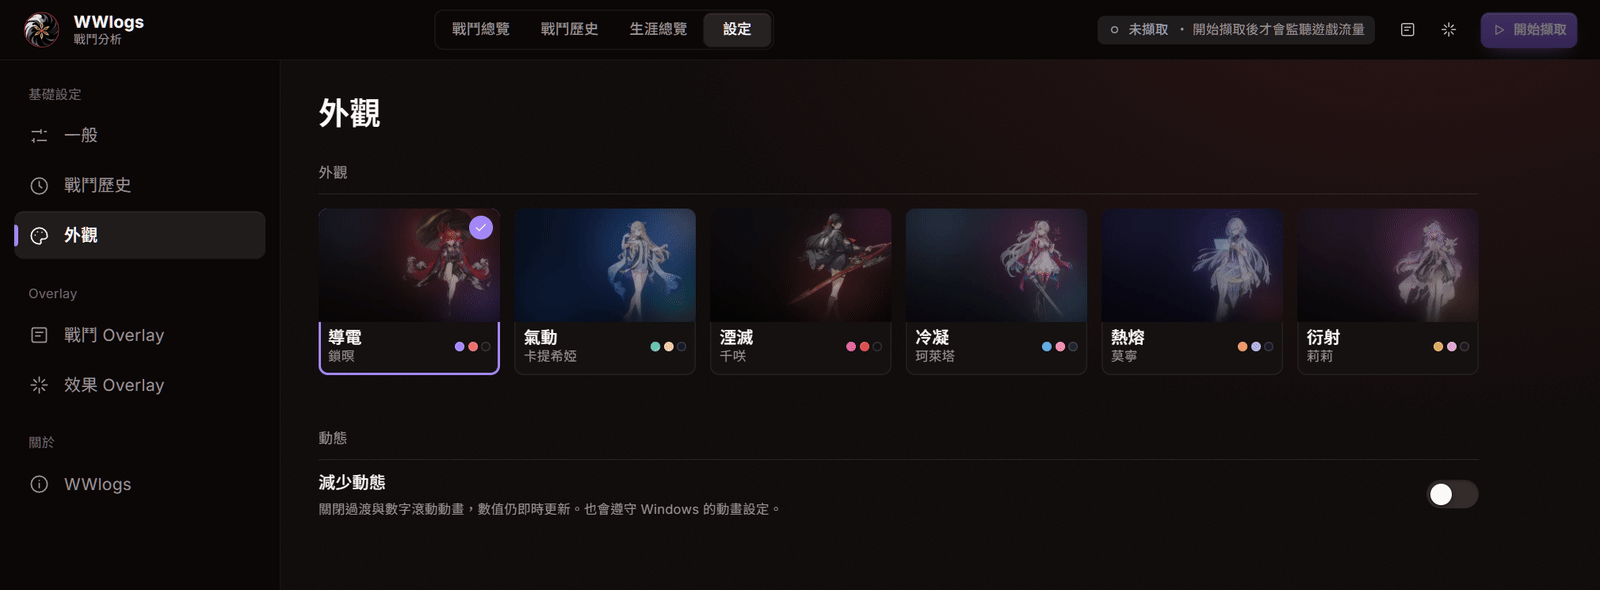 WWlogs
戰鬥分析
戰鬥總覽
戰鬥歷史
生涯總覽
設定
未擷取 · 開始擷取後才會監聽遊戲流量
開始擷取
基礎設定
一般
戰鬥歷史
外觀
Overlay
戰鬥 Overlay
效果 Overlay
關於
WWlogs
外觀
外觀
導電
鎖暝
氣動
卡提希婭
湮滅
千咲
冷凝
珂萊塔
熱熔
莫寧
衍射
莉莉
動態
減少動態
關閉過渡與數字滾動動畫，數值仍即時更新。也會遵守 Windows 的動畫設定。